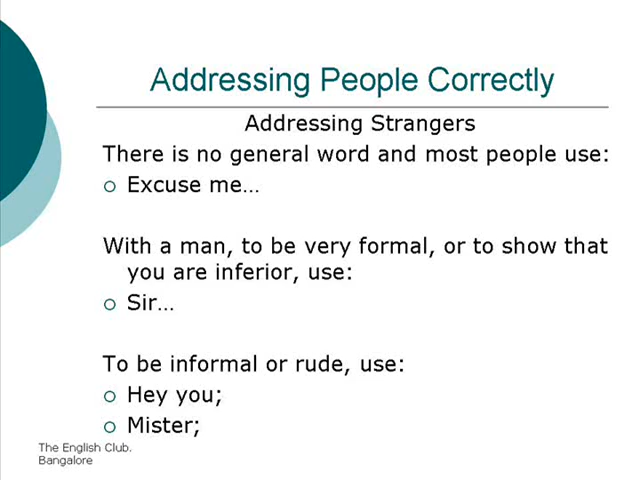 Addressing People Correctly
Addressing Strangers
There is no general word and most people use:
Excuse me...
With a man, to be very formal, or to show that
you are inferior, use:
Sir...
To be informal or rude, use:
Hey you;
Mister;
The English Club.
Bangalore